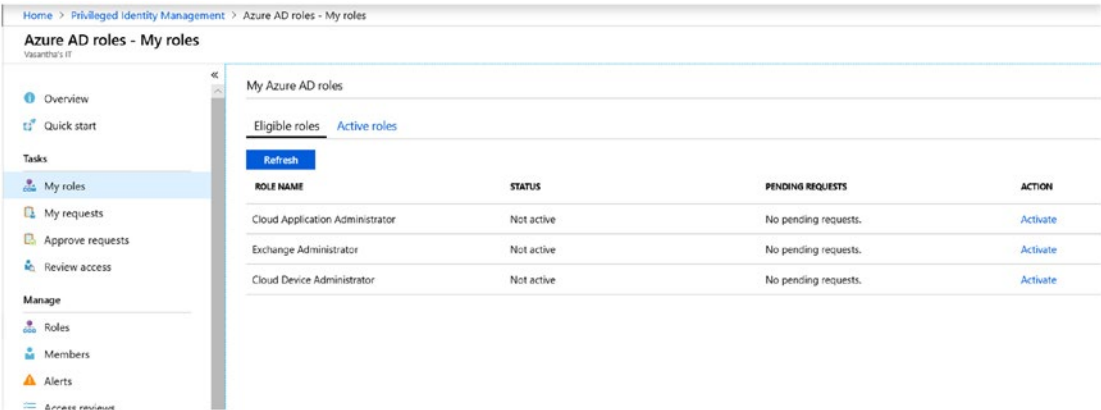 Home > Privileged Identity Management > Azure AD roles - My roles
Azure AD roles - My roles
Vasantha's IT
«
Overview
Quick start
Tasks
My roles
My requests
Approve requests
Review access
Manage
Roles
Members
Alerts
Access reviews
My Azure AD roles
Eligible roles Active roles
Refresh
ROLE NAME STATUS PENDING REQUESTS ACTION
Cloud Application Administrator Not active No pending requests. Activate
Exchange Administrator Not active No pending requests. Activate
Cloud Device Administrator Not active No pending requests. Activate